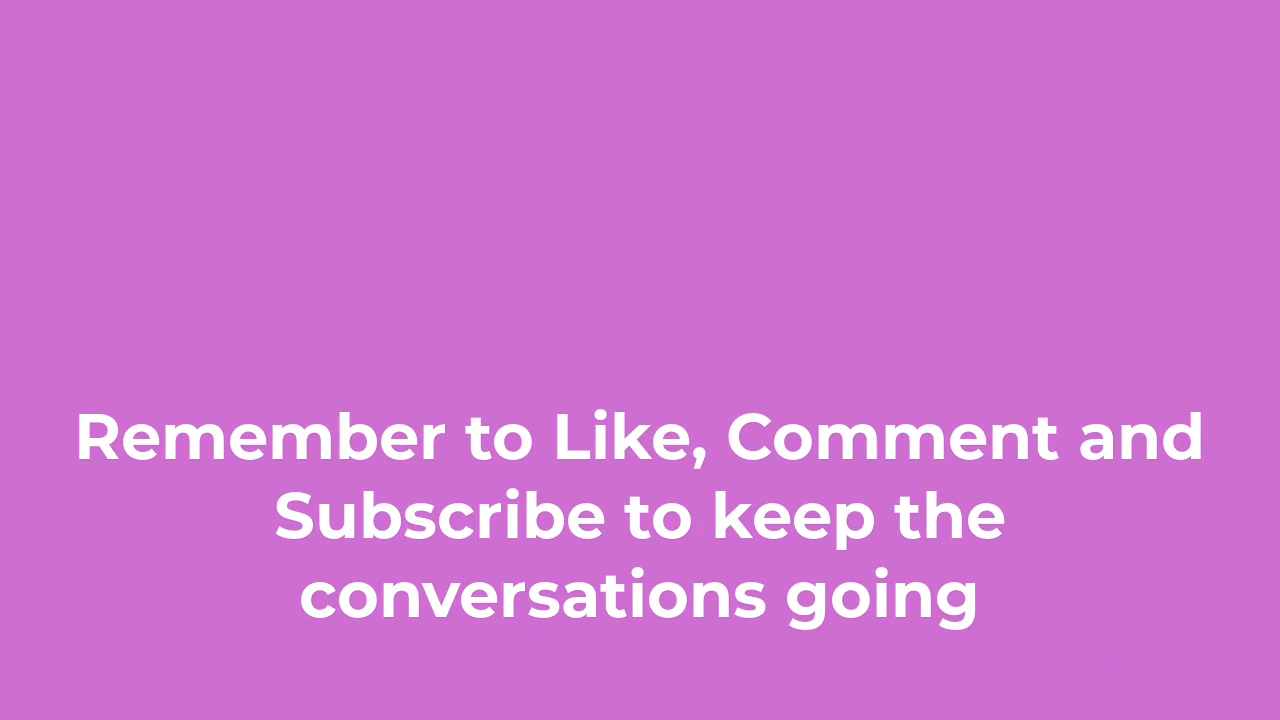 Remember to Like, Comment and
Subscribe to keep the
conversations going